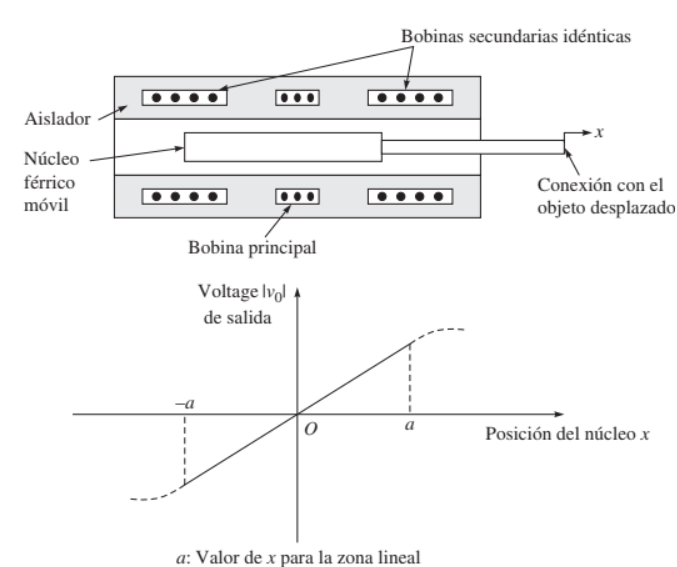 Bobinas secundarias idénticas
Aislador
Núcleo
férrico
móvil
x
Conexión con el
objeto desplazado
Bobina principal
Voltage |v0|
de salida
–a
O
a
Posición del núcleo x
a: Valor de x para la zona lineal